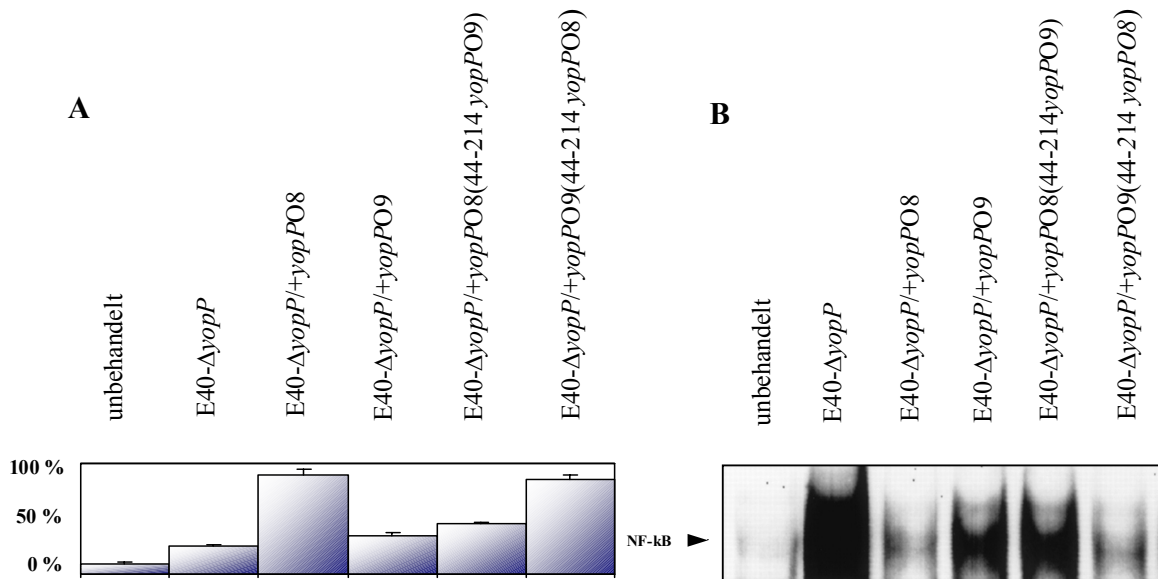 A
unbehandelt
E40-ΔyopP
E40-ΔyopP/+yopPO8
E40-ΔyopP/+yopPO9
E40-ΔyopP/+yopPO8(44-214 yopPO9)
E40-ΔyopP/+yopPO9(44-214 yopPO8)
100 %
50 %
0 %
B
unbehandelt
E40-ΔyopP
E40-ΔyopP/+yopPO8
E40-ΔyopP/+yopPO9
E40-ΔyopP/+yopPO8(44-214yopPO9)
E40-ΔyopP/+yopPO9(44-214 yopPO8)
NF-kB